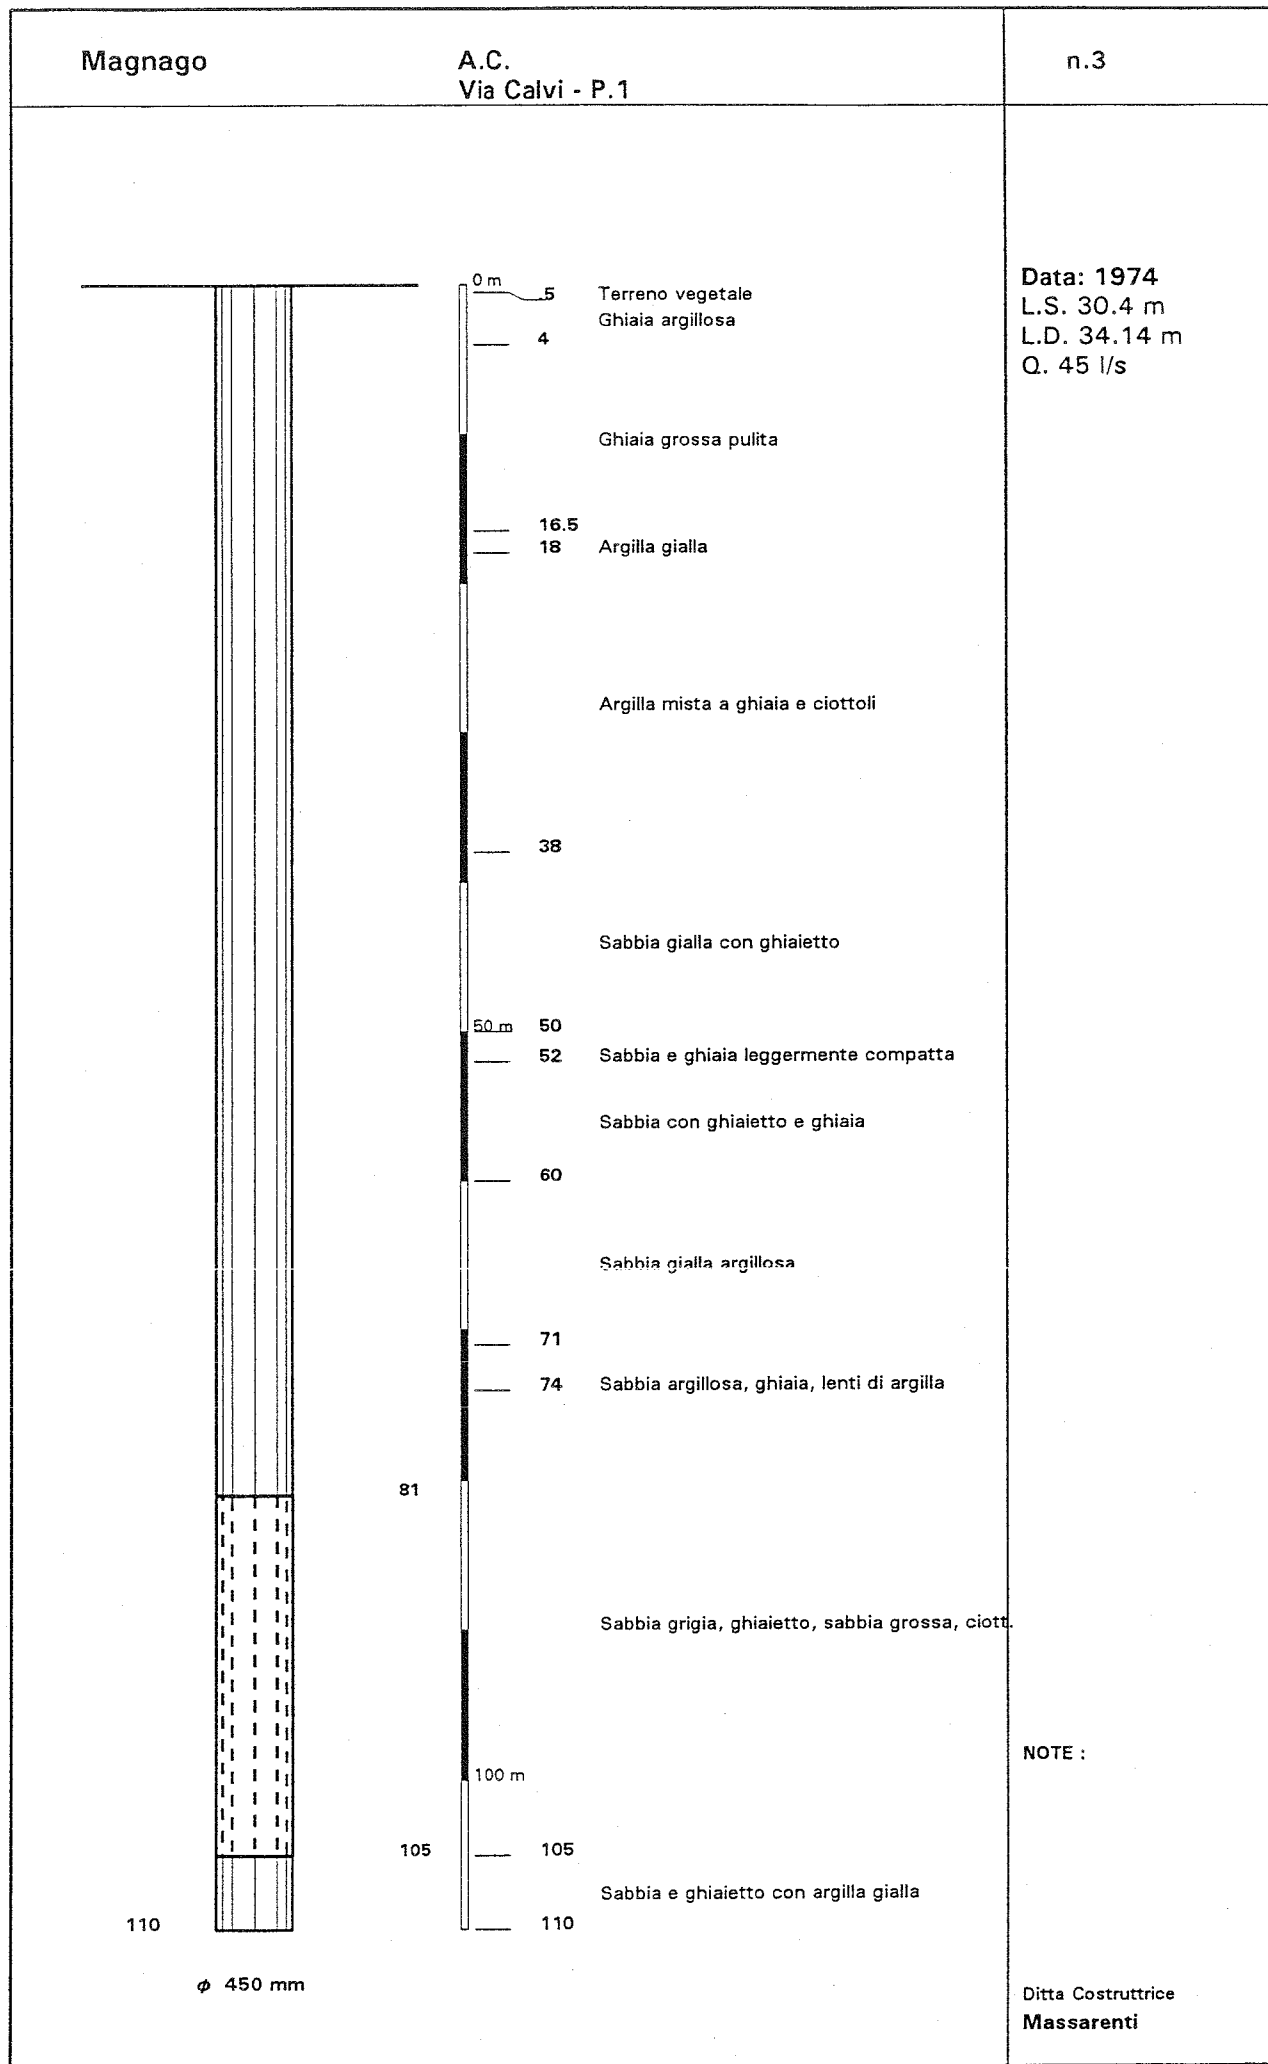 Magnago
A.C.
Via Calvi - P.1
n.3
Data: 1974
L.S. 30.4 m
L.D. 34.14 m
Q. 45 l/s
0 m
.5 Terreno vegetale
Ghiaia argillosa
4
Ghiaia grossa pulita
16.5
18 Argilla gialla
Argilla mista a ghiaia e ciottoli
38
Sabbia gialla con ghiaietto
50 m 50
52 Sabbia e ghiaia leggermente compatta
Sabbia con ghiaietto e ghiaia
60
Sabbia gialla argillosa
71
74 Sabbia argillosa, ghiaia, lenti di argilla
81
Sabbia grigia, ghiaietto, sabbia grossa, ciott.
NOTE :
100 m
105 105
Sabbia e ghiaietto con argilla gialla
110 110
ϕ 450 mm
Ditta Costruttrice
Massarenti